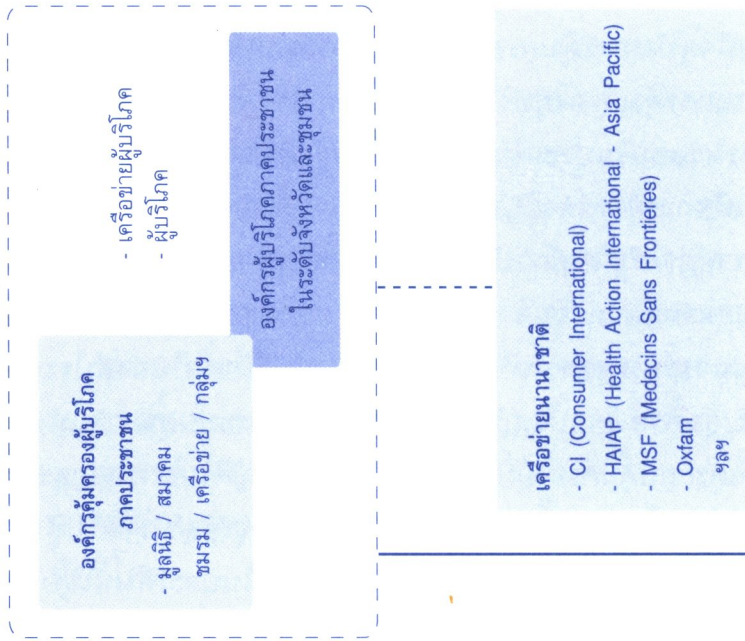 องค์กรคุ้มครองผู้บริโภค
ภาคประชาชน
- มูลนิธิ / สมาคม
ชมรม / เครือข่าย / กลุ่มฯ
- เครือข่ายผู้บริโภค
- ผู้บริโภค
องค์กรผู้บริโภคภาคประชาชน
ในระดับจังหวัดและชุมชน
เครือข่ายนานาชาติ
- CI (Consumer International)
- HAIAP (Health Action International - Asia Pacific)
- MSF (Medecins Sans Frontieres)
- Oxfam
ฯลฯ